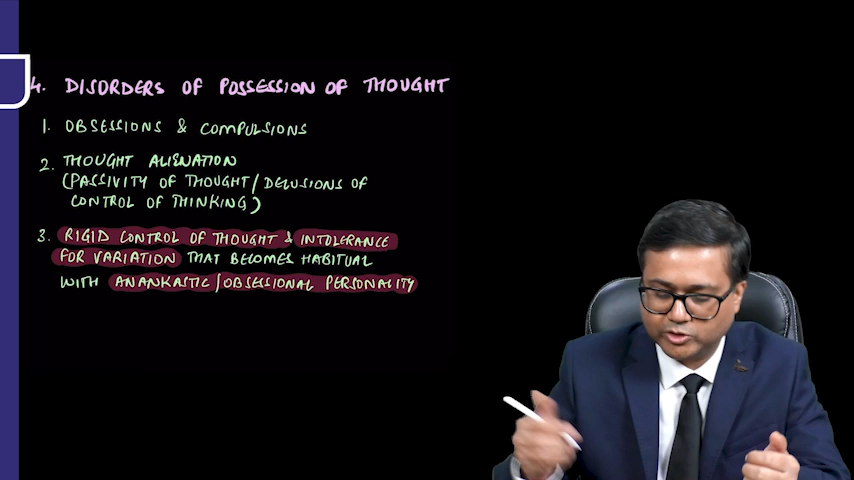 4. DISORDERS OF POSSESSION OF THOUGHT
1. OBSESSIONS & COMPULSIONS
2. THOUGHT ALIENATION
(PASSIVITY OF THOUGHT/DELUSIONS OF
CONTROL OF THINKING)
3. RIGID CONTROL OF THOUGHT & INTOLERANCE
FOR VARIATION THAT BECOMES HABITUAL
WITH ANANKASTIC/OBSESSIONAL PERSONALITY